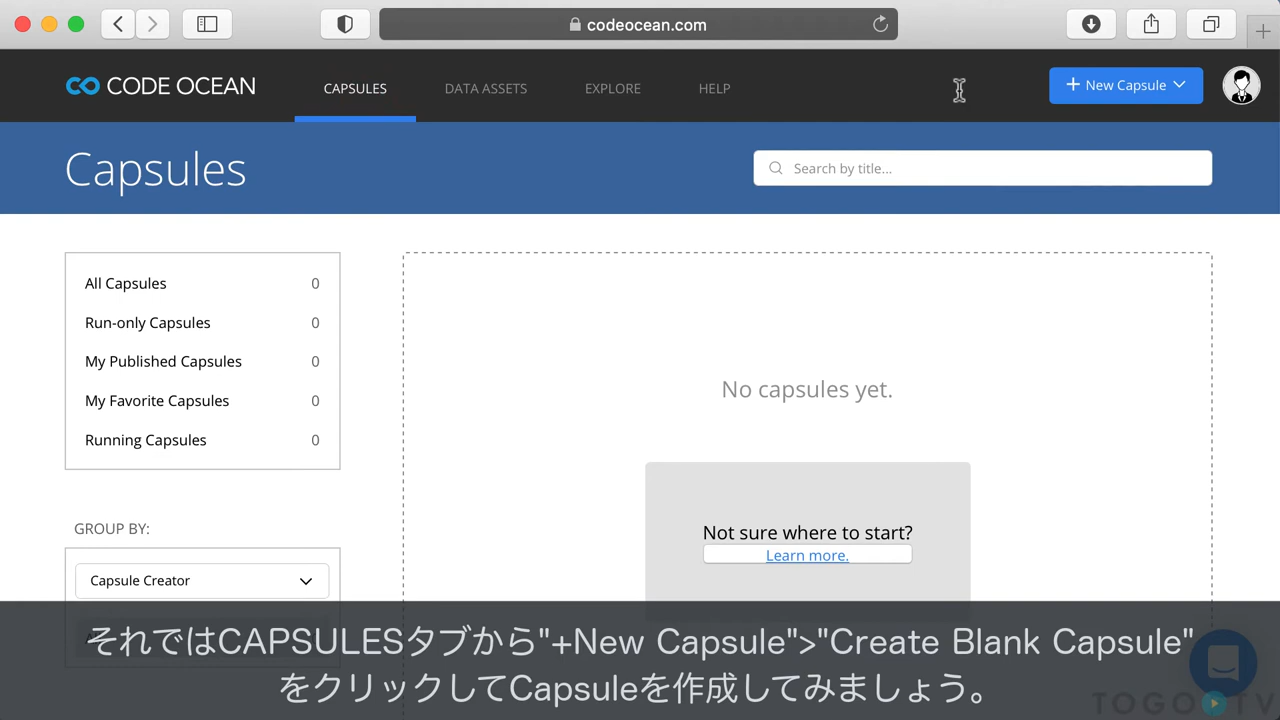 codeocean.com
CODE OCEAN
CAPSULES
DATA ASSETS
EXPLORE
HELP
+ New Capsule
Capsules
Search by title...
All Capsules 0
Run-only Capsules 0
My Published Capsules 0
My Favorite Capsules 0
Running Capsules 0
No capsules yet.
Not sure where to start?
Learn more.
GROUP BY:
Capsule Creator
それではCAPSULESタブから"+New Capsule">"Create Blank Capsule"
をクリックしてCapsuleを作成してみましょう。
TOGO TV